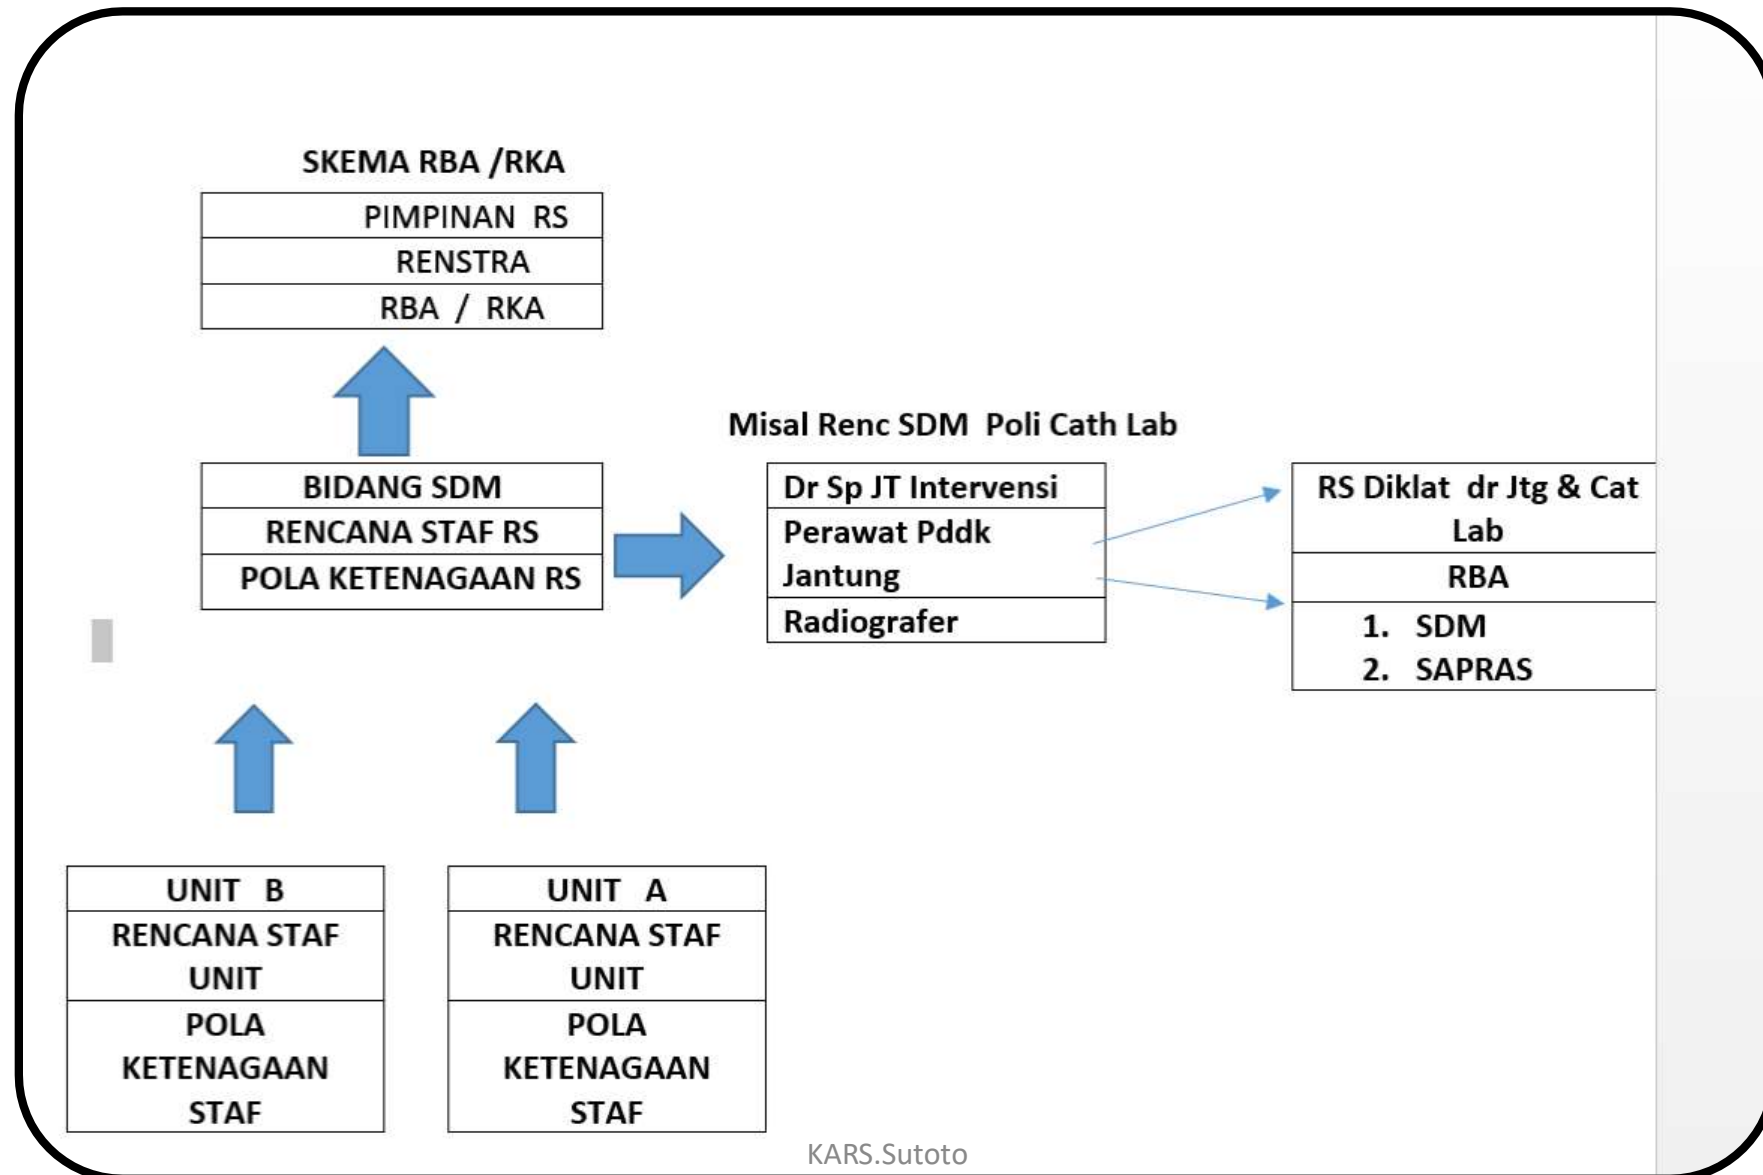 SKEMA RBA /RKA
PIMPINAN RS
RENSTRA
RBA / RKA
BIDANG SDM
RENCANA STAF RS
POLA KETENAGAAN RS
Misal Renc SDM Poli Cath Lab
Dr Sp JT Intervensi
Perawat Pddk
Jantung
Radiografer
RS Diklat dr Jtg & Cat
Lab
RBA
1. SDM
2. SAPRAS
UNIT B
RENCANA STAF
UNIT
POLA
KETENAGAAN
STAF
UNIT A
RENCANA STAF
UNIT
POLA
KETENAGAAN
STAF
KARS.Sutoto